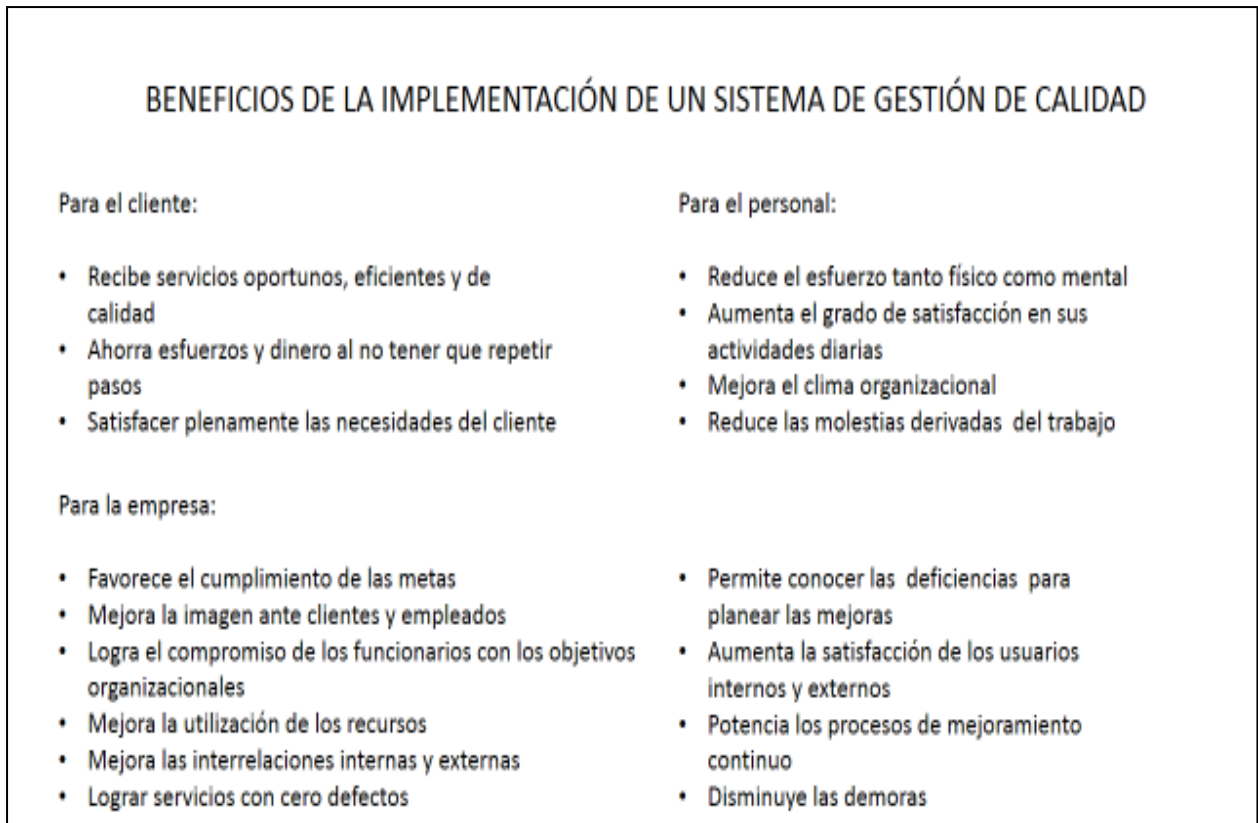 BENEFICIOS DE LA IMPLEMENTACIÓN DE UN SISTEMA DE GESTIÓN DE CALIDAD
Para el cliente:
• Recibe servicios oportunos, eficientes y de
calidad
• Ahorra esfuerzos y dinero al no tener que repetir
pasos
• Satisfacer plenamente las necesidades del cliente
Para el personal:
• Reduce el esfuerzo tanto físico como mental
• Aumenta el grado de satisfacción en sus
actividades diarias
• Mejora el clima organizacional
• Reduce las molestias derivadas del trabajo
Para la empresa:
• Favorece el cumplimiento de las metas
• Mejora la imagen ante clientes y empleados
• Logra el compromiso de los funcionarios con los objetivos
organizacionales
• Mejora la utilización de los recursos
• Mejora las interrelaciones internas y externas
• Lograr servicios con cero defectos
• Permite conocer las deficiencias para
planear las mejoras
• Aumenta la satisfacción de los usuarios
internos y externos
• Potencia los procesos de mejoramiento
continuo
• Disminuye las demoras